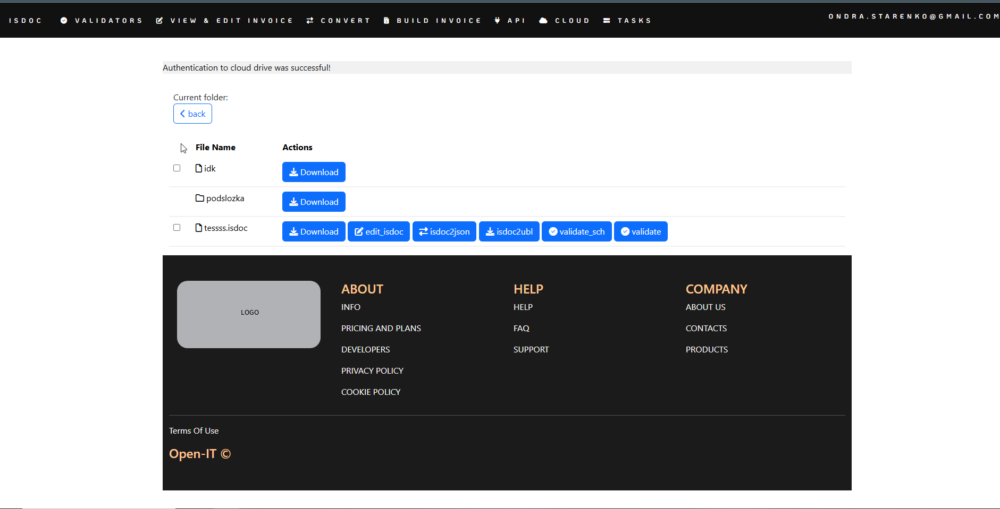 ISDOC VALIDATORS VIEW & EDIT INVOICE CONVERT BUILD INVOICE API CLOUD TASKS ONDRA.STARENKO@GMAIL.COM
Authentication to cloud drive was successful!
Current folder:
back
File Name Actions
idk Download
podslozka Download
tessss.isdoc Download edit_isdoc isdoc2json isdoc2ubl validate_sch validate
LOGO
ABOUT
INFO
PRICING AND PLANS
DEVELOPERS
PRIVACY POLICY
COOKIE POLICY
HELP
HELP
FAQ
SUPPORT
COMPANY
ABOUT US
CONTACTS
PRODUCTS
Terms Of Use
Open-IT ©